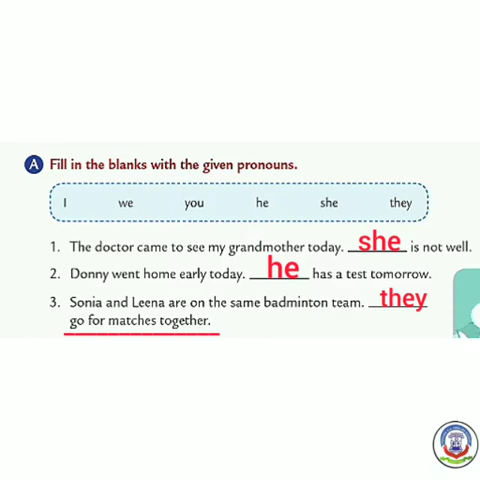 A Fill in the blanks with the given pronouns.
I we you he she they
1. The doctor came to see my grandmother today. she is not well.
2. Donny went home early today. he has a test tomorrow.
3. Sonia and Leena are on the same badminton team. they
go for matches together.